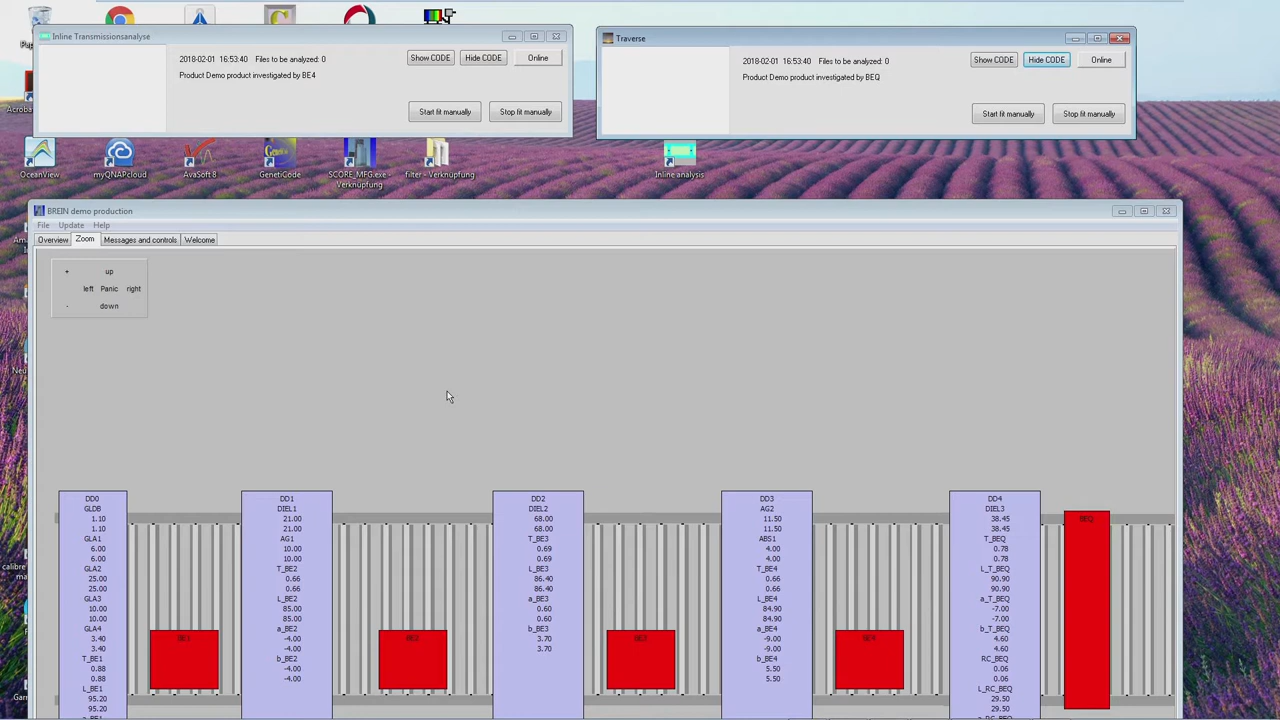 Inline Transmissionsanalyse
2018-02-01 16:53:40 Files to be analyzed: 0
Product Demo product investigated by BE4
Show CODE
Hide CODE
Online
Start fit manually
Stop fit manually
Traverse
2018-02-01 16:53:40 Files to be analyzed: 0
Product Demo product investigated by BEQ
Show CODE
Hide CODE
Online
Start fit manually
Stop fit manually
OceanView
myQNAPcloud
AvaSoft 8
GenetiCode
SCORE_MFG.exe -
Verknüpfung
filter - Verknüpfung
Inline analysis
BREIN demo production
File Update Help
Overview Zoom Messages and controls Welcome
+ up
left Panic right
- down
DD0
GLDB
1.10
1.10
GLA1
6.00
6.00
GLA2
25.00
25.00
GLA3
10.00
10.00
GLA4
3.40
3.40
T_BE1
0.88
0.88
L_BE1
95.20
95.20
BE1
DD1
DIEL1
21.00
21.00
AG1
10.00
10.00
T_BE2
0.66
0.66
L_BE2
85.00
85.00
a_BE2
-4.00
-4.00
b_BE2
-4.00
-4.00
BE2
DD2
DIEL2
68.00
68.00
T_BE3
0.69
0.69
L_BE3
86.40
86.40
a_BE3
0.60
0.60
b_BE3
3.70
3.70
BE3
DD3
AG2
11.50
11.50
ABS1
4.00
4.00
T_BE4
0.66
0.66
L_BE4
84.90
84.90
a_BE4
-9.00
-9.00
b_BE4
5.50
5.50
BE4
DD4
DIEL3
38.45
38.45
T_BEQ
0.78
0.78
L_T_BEQ
90.90
90.90
a_T_BEQ
-7.00
-7.00
b_T_BEQ
4.60
4.60
RC_BEQ
0.06
0.06
L_RC_BEQ
29.50
29.50
BEQ